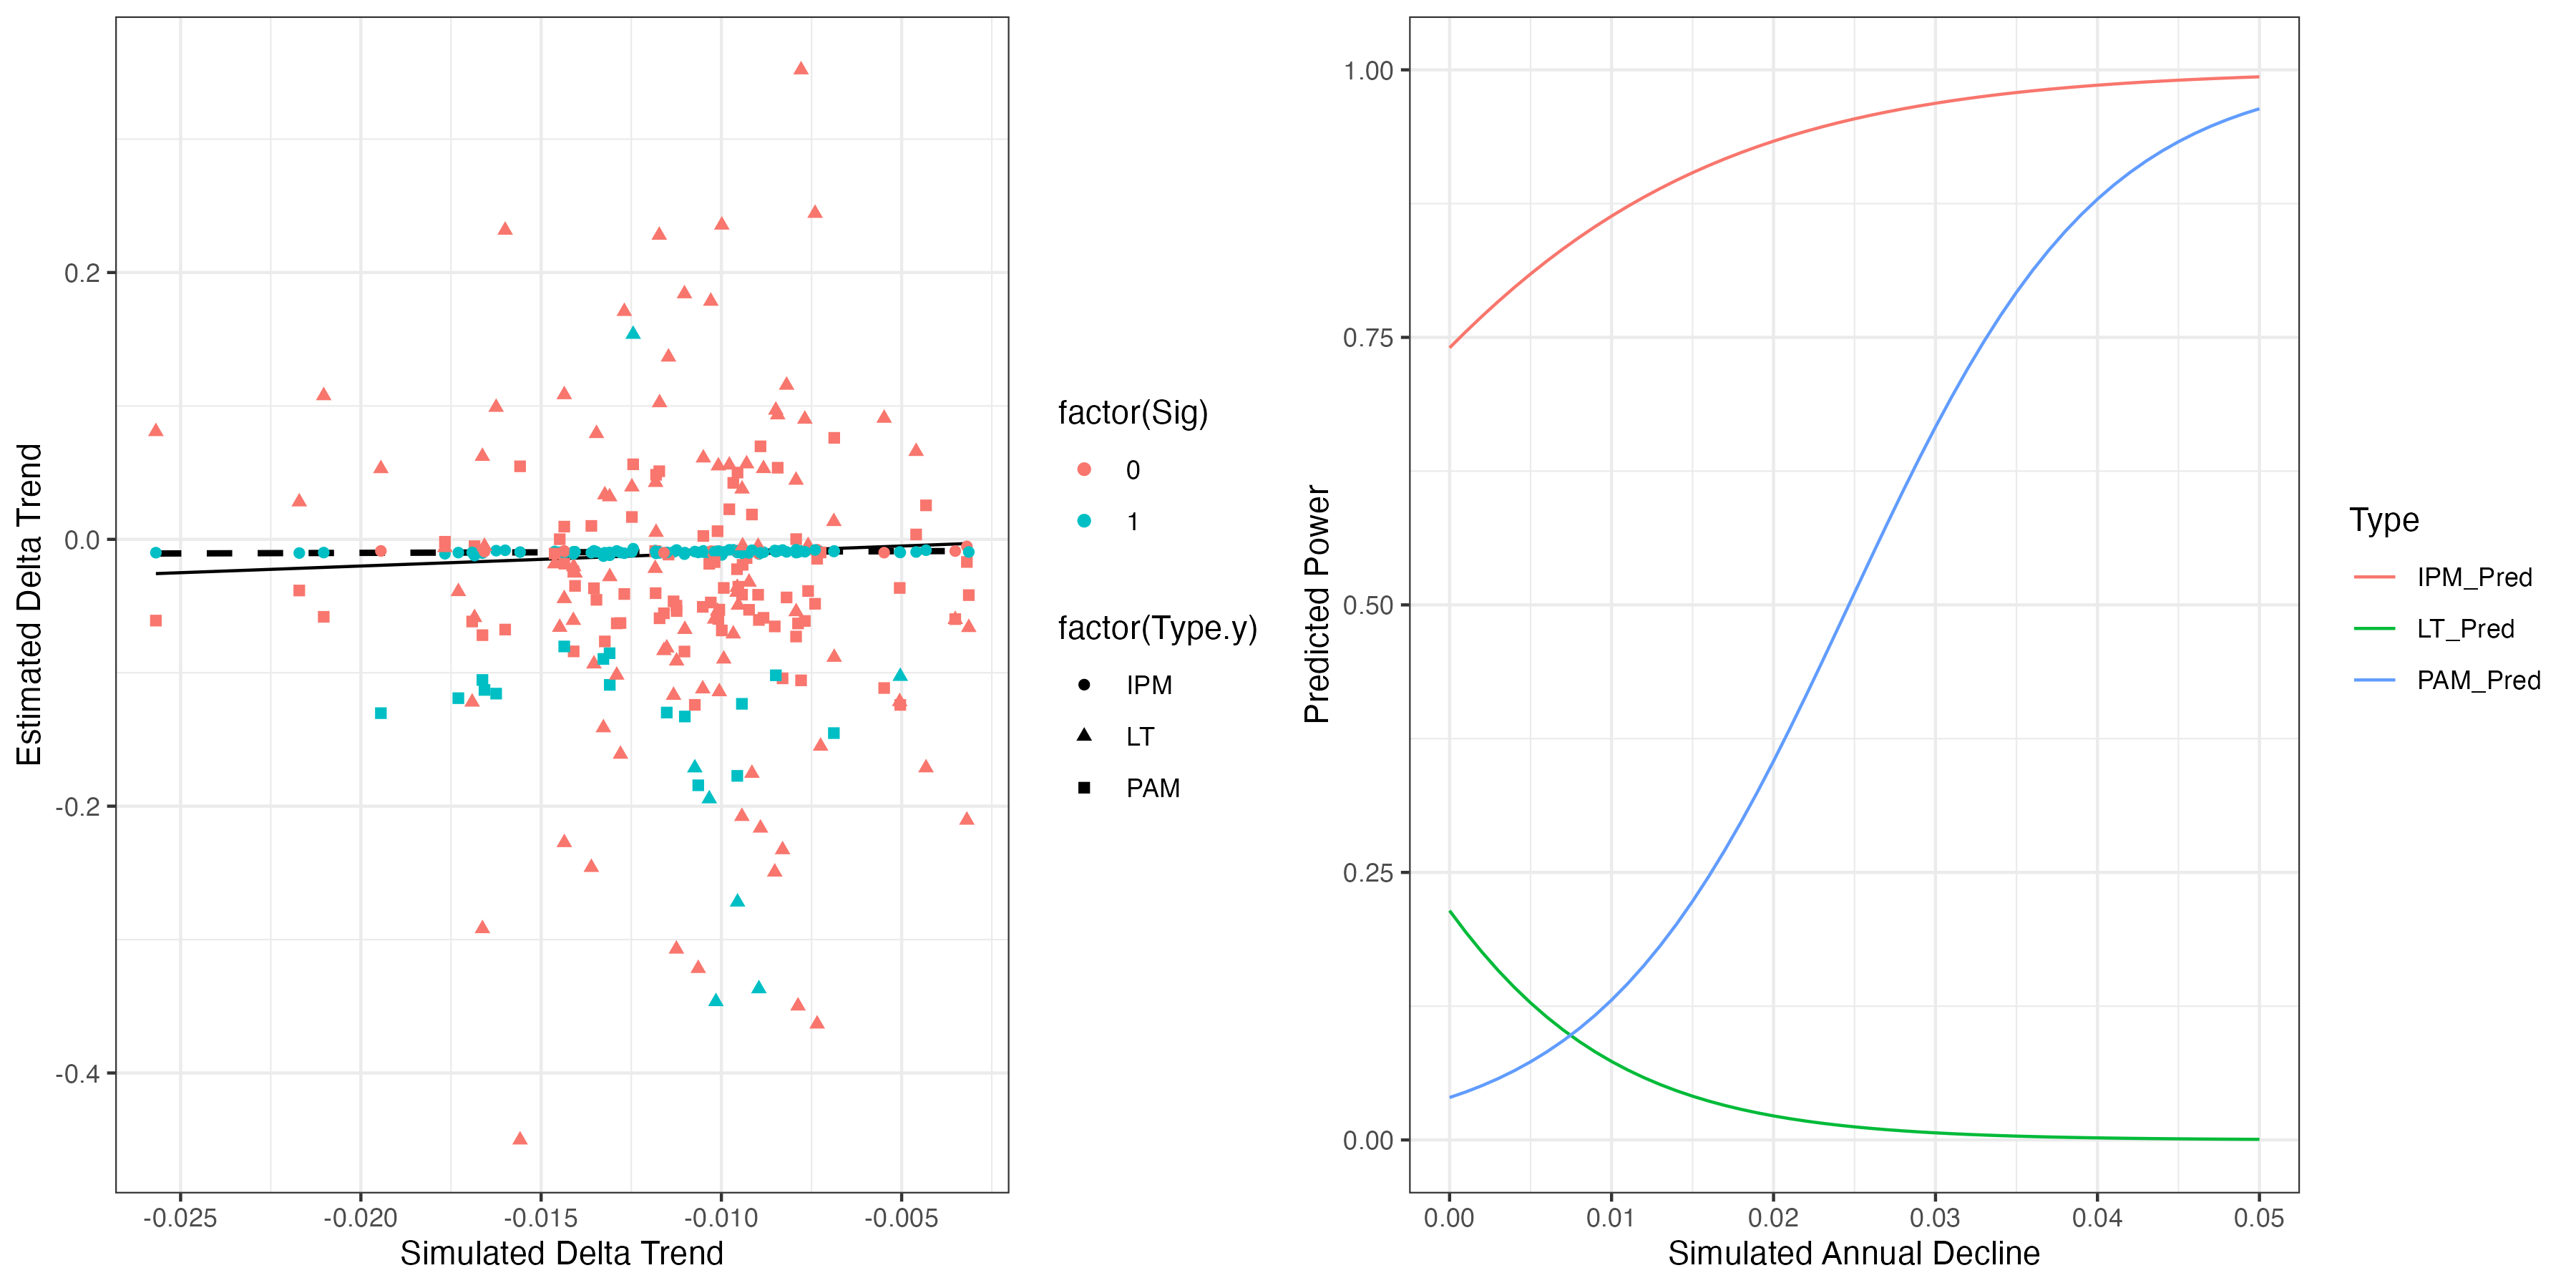 0.2
0.0
-0.2
-0.4
Estimated Delta Trend
-0.025 -0.020 -0.015 -0.010 -0.005
Simulated Delta Trend
factor(Sig)
0
1
factor(Type.y)
IPM
LT
PAM
1.00
0.75
0.50
0.25
0.00
Predicted Power
0.00 0.01 0.02 0.03 0.04 0.05
Simulated Annual Decline
Type
IPM_Pred
LT_Pred
PAM_Pred